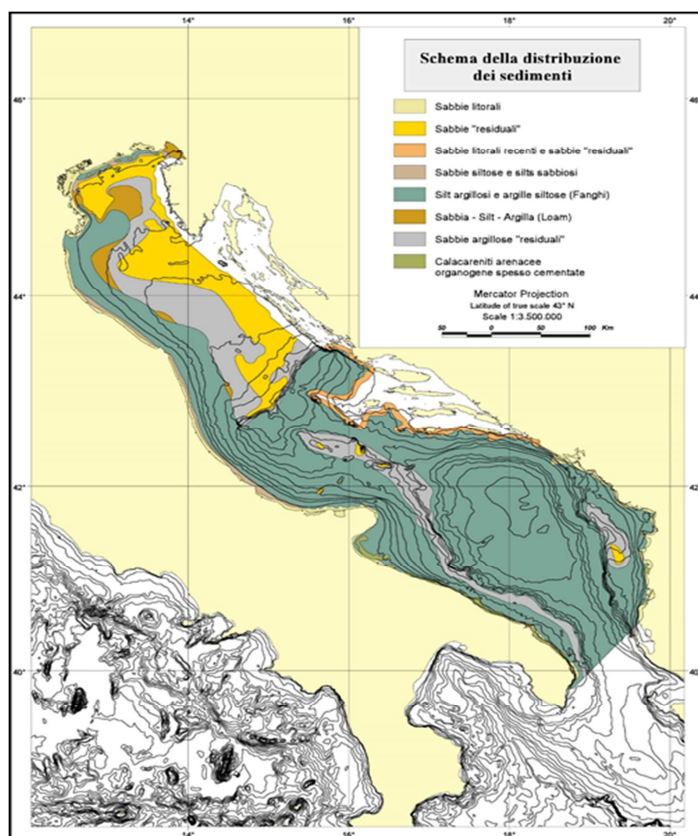 14°
16°
18°
20°
Schema della distribuzione
dei sedimenti
46°
Sabbie litorali
Sabbie "residuali"
Sabbie litorali recenti e sabbie "residuali"
Sabbie siltose e silts sabbiosi
Silt argillosi e argille siltose (Fanghi)
Sabbia - Silt - Argilla (Loam)
Sabbie argillose "residuali"
Calacareniti arenacee
organogene spesso cementate
44°
44°
Mercator Projection
Latitude of true scale 43° N
Scale 1:3.500.000
50
0
50
100
Km
42°
42°
40°
40°
14°
16°
18°
20°